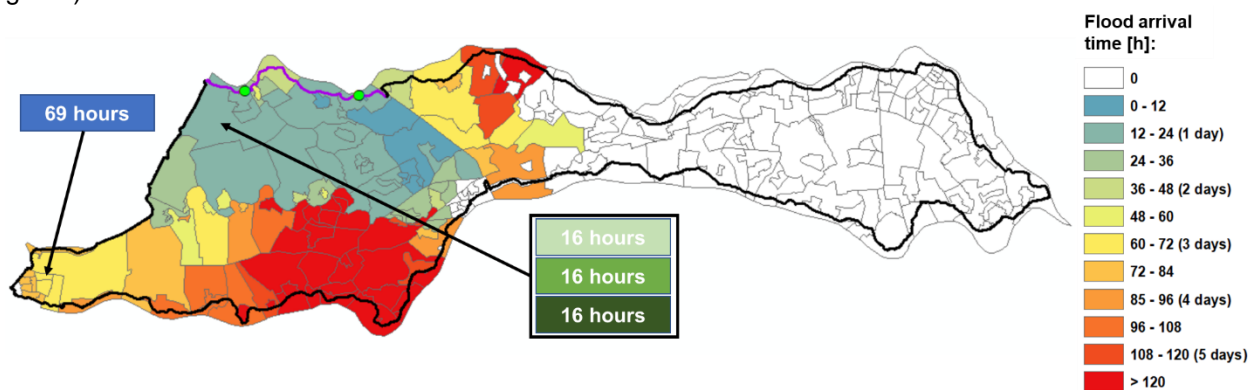 69 hours
16 hours
16 hours
16 hours
Flood arrival
time [h]:
0
0 - 12
12 - 24 (1 day)
24 - 36
36 - 48 (2 days)
48 - 60
60 - 72 (3 days)
72 - 84
85 - 96 (4 days)
96 - 108
108 - 120 (5 days)
> 120